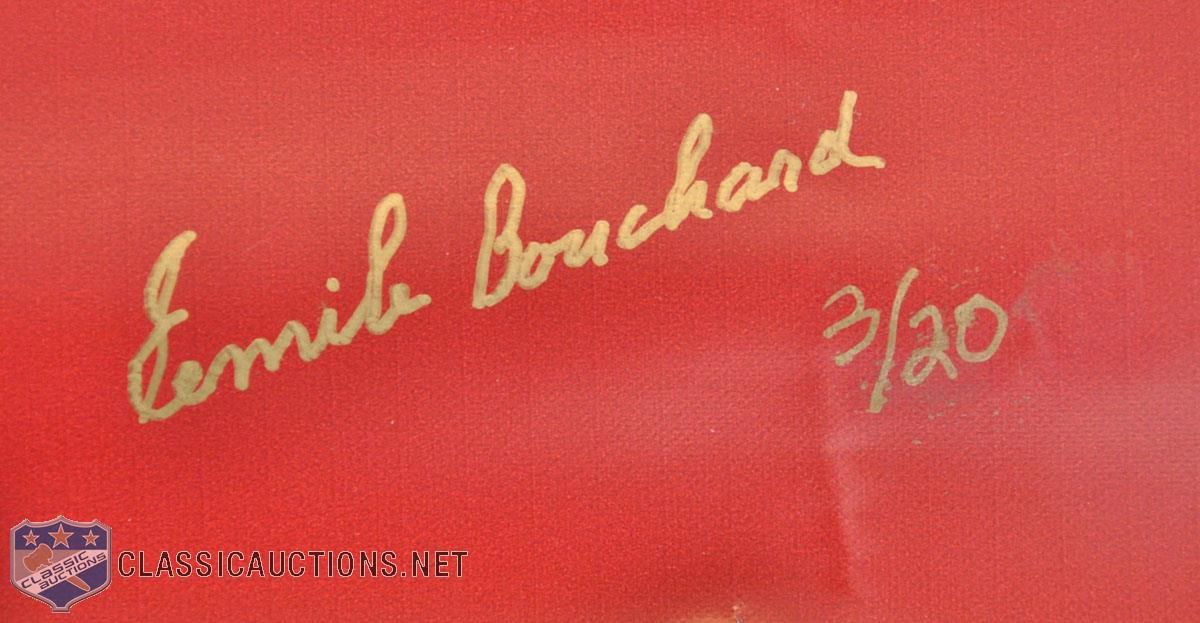 Emile Bouchard
3/20
CLASSIC AUCTIONS
CLASSICAUCTIONS.NET